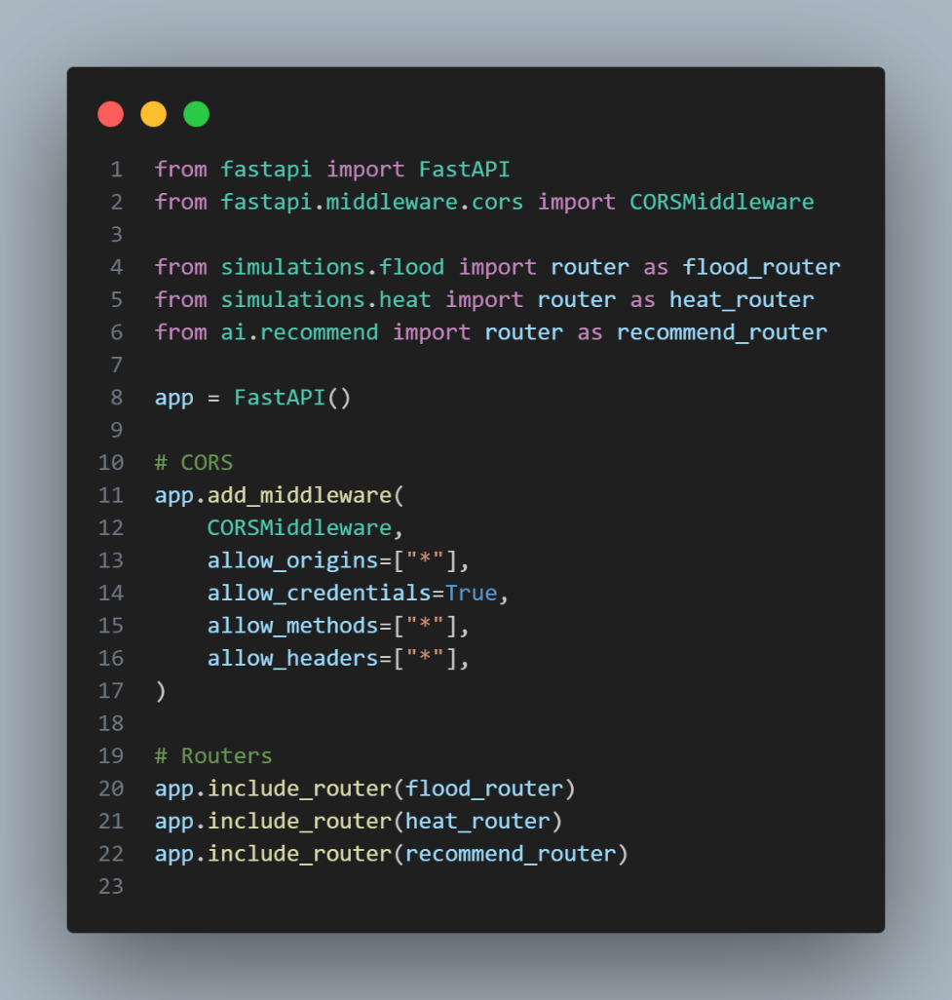 1 from fastapi import FastAPI
2 from fastapi.middleware.cors import CORSMiddleware
3
4 from simulations.flood import router as flood_router
5 from simulations.heat import router as heat_router
6 from ai.recommend import router as recommend_router
7
8 app = FastAPI()
9
10 # CORS
11 app.add_middleware(
12     CORSMiddleware,
13     allow_origins=["*"],
14     allow_credentials=True,
15     allow_methods=["*"],
16     allow_headers=["*"],
17 )
18
19 # Routers
20 app.include_router(flood_router)
21 app.include_router(heat_router)
22 app.include_router(recommend_router)
23